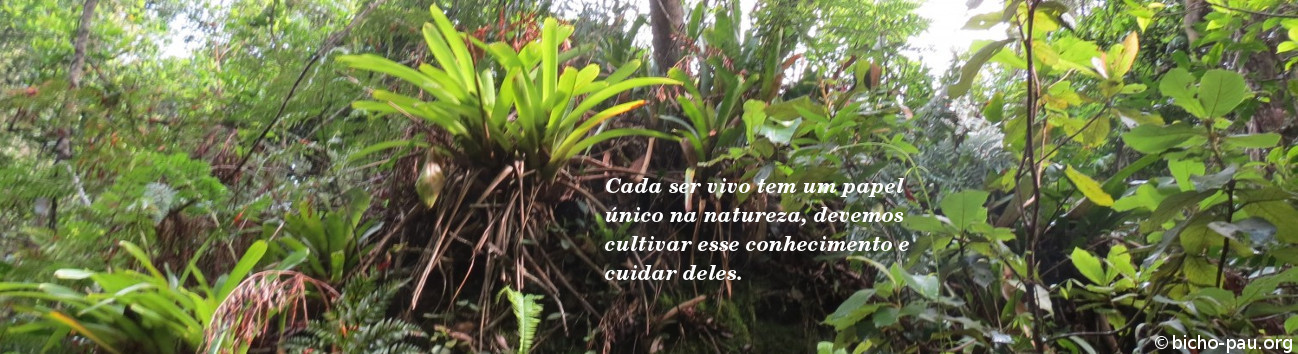 Cada ser vivo tem um papel
único na natureza, devemos
cultivar esse conhecimento e
cuidar deles.
© bicho-pau.org